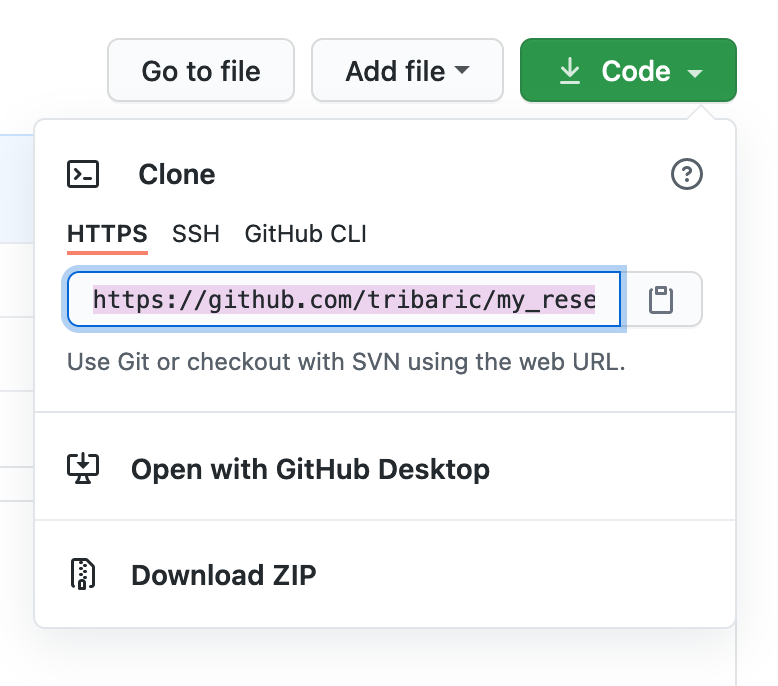 Go to file Add file Code
Clone
HTTPS SSH GitHub CLI
https://github.com/tribaric/my_rese
Use Git or checkout with SVN using the web URL.
Open with GitHub Desktop
Download ZIP